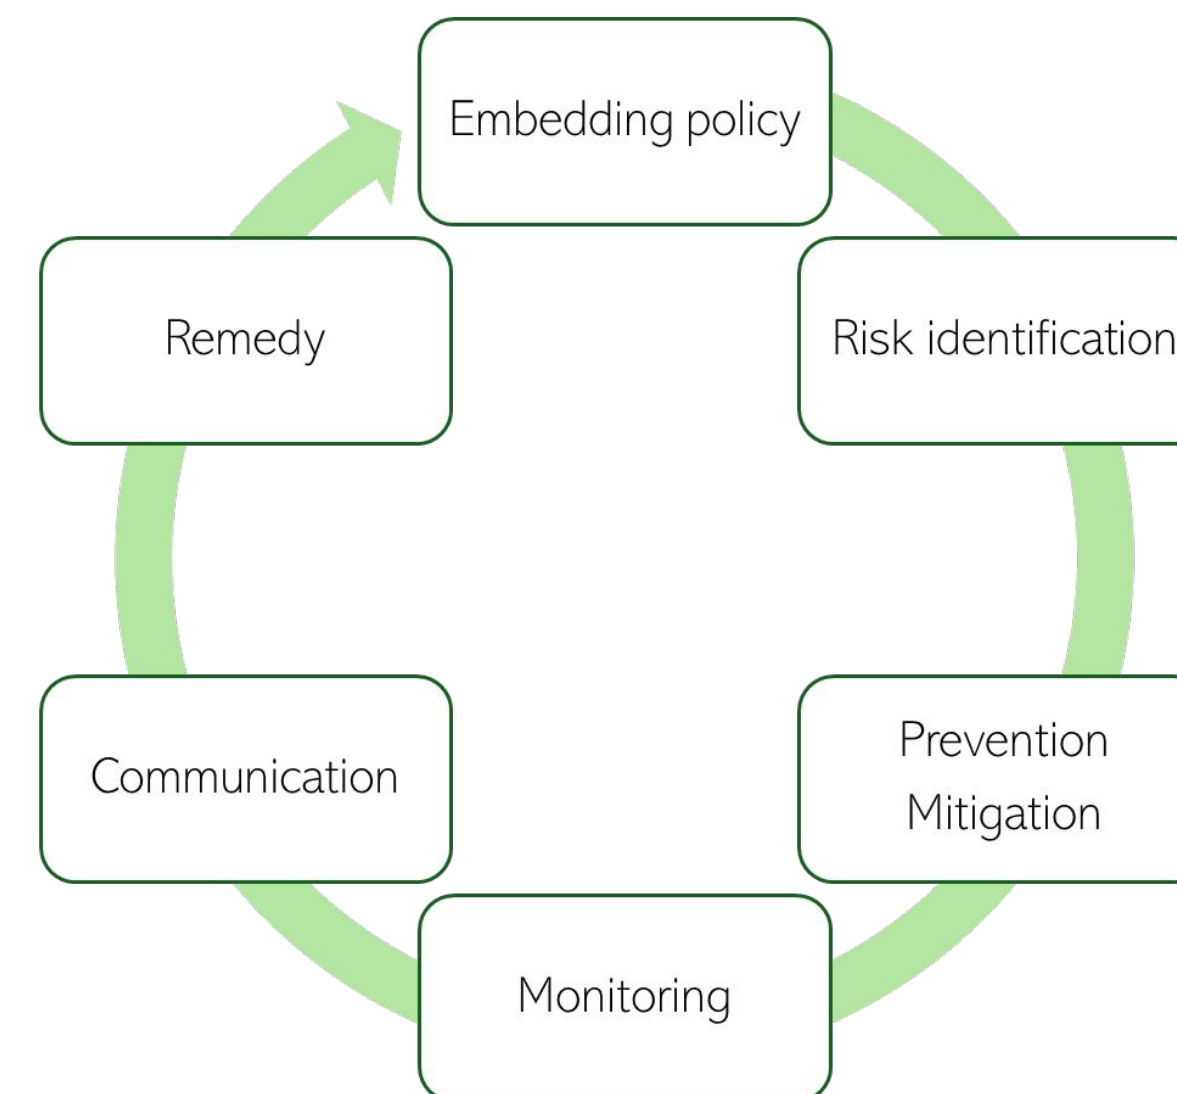 Embedding policy
Risk identification
Prevention
Mitigation
Monitoring
Communication
Remedy